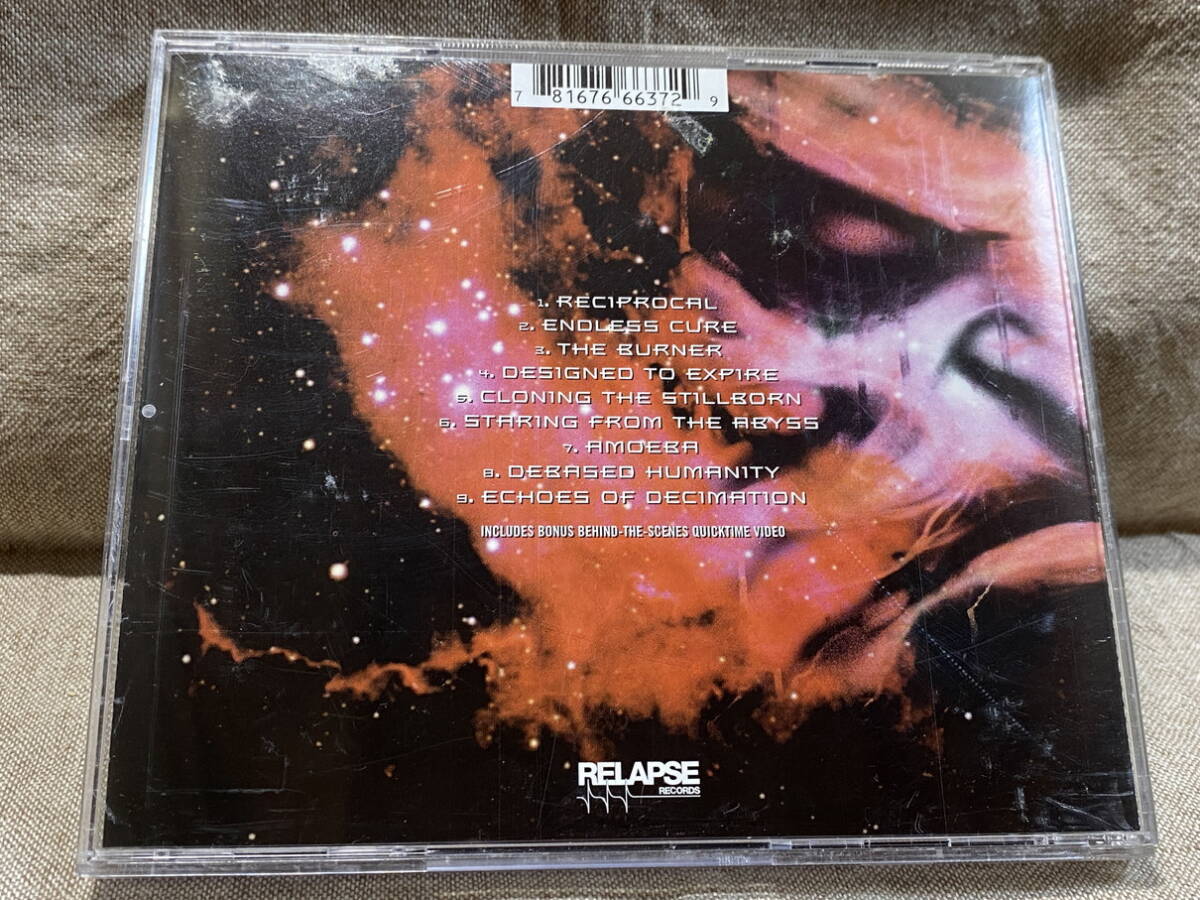 7 81676 66372 9
1. RECIPROCAL
2. ENDLESS CURE
3. THE BURNER
4. DESIGNED TO EXPIRE
5. CLONING THE STILLBORN
6. STARING FROM THE ABYSS
7. AMOEBA
8. DEBASED HUMANITY
9. ECHOES OF DECIMATION
INCLUDES BONUS BEHIND-THE-SCENES QUICKTIME VIDEO
RELAPSE
RECORDS